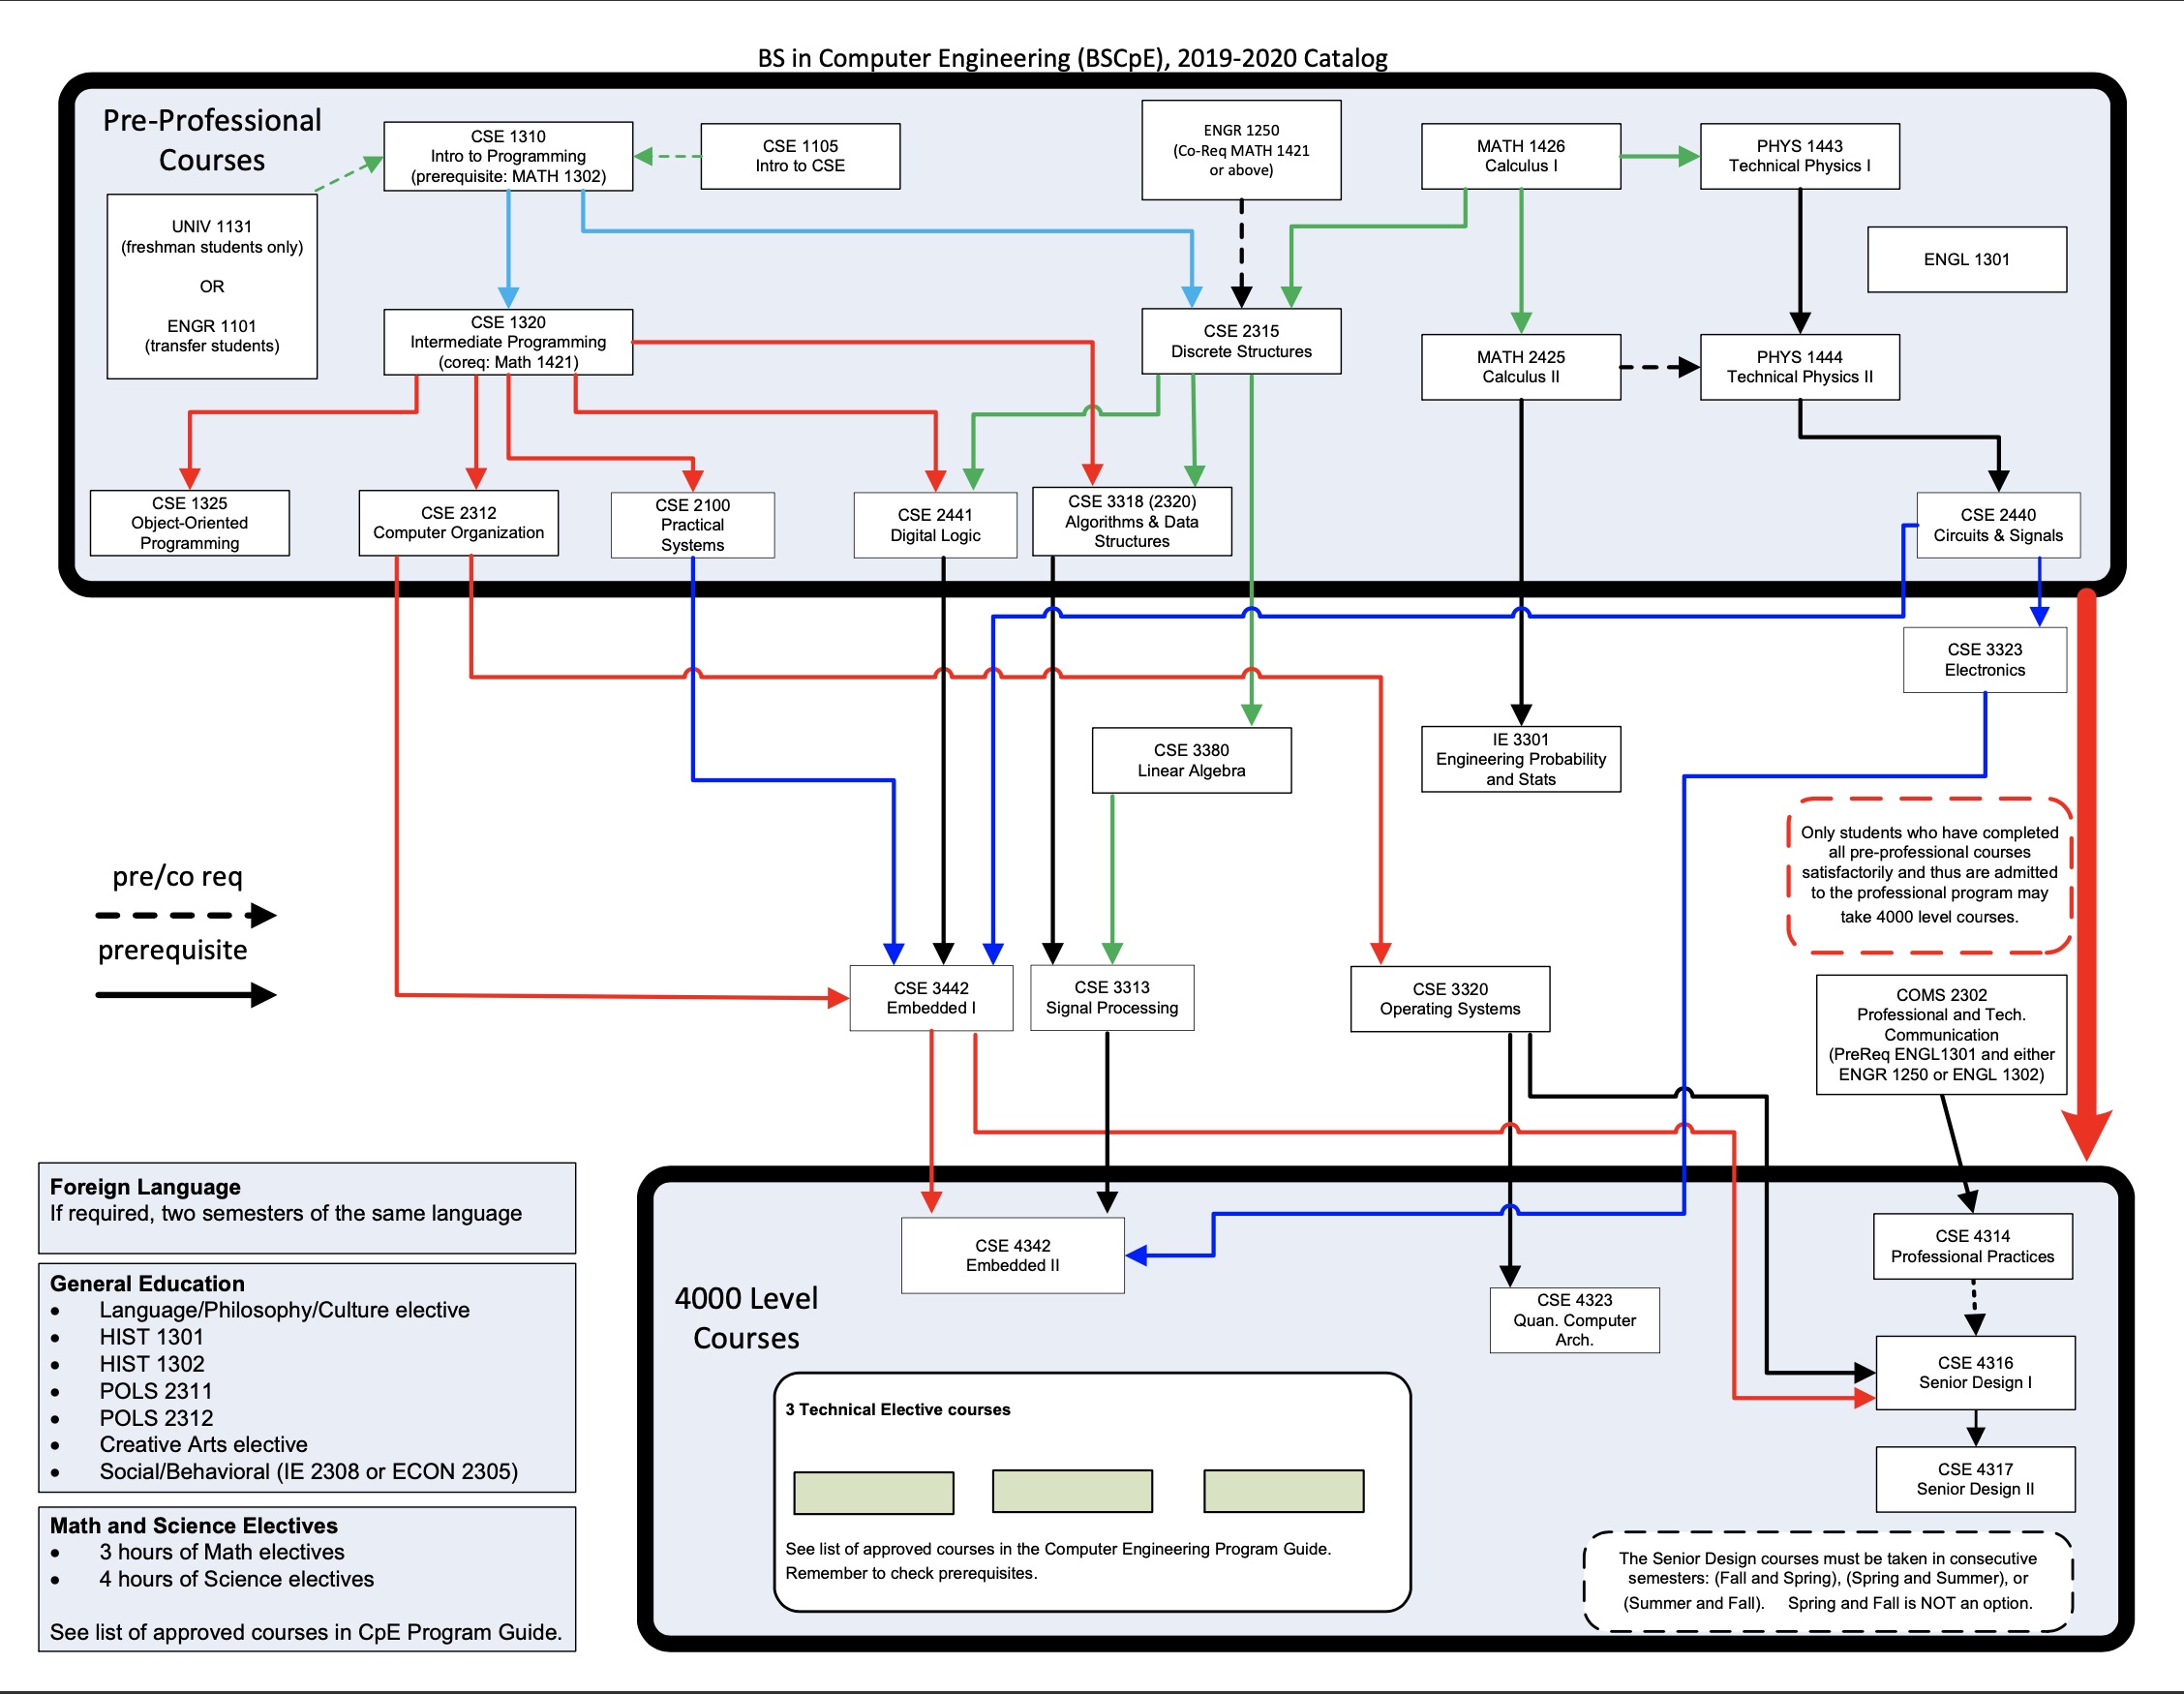 BS in Computer Engineering (BSCpE), 2019-2020 Catalog
Pre-Professional
Courses
CSE 1310
Intro to Programming
(prerequisite: MATH 1302)
CSE 1105
Intro to CSE
ENGR 1250
(Co-Req MATH 1421
or above)
MATH 1426
Calculus I
PHYS 1443
Technical Physics I
UNIV 1131
(freshman students only)
OR
ENGR 1101
(transfer students)
ENGL 1301
CSE 1320
Intermediate Programming
(coreq: Math 1421)
CSE 2315
Discrete Structures
MATH 2425
Calculus II
PHYS 1444
Technical Physics II
CSE 1325
Object-Oriented
Programming
CSE 2312
Computer Organization
CSE 2100
Practical
Systems
CSE 2441
Digital Logic
CSE 3318 (2320)
Algorithms & Data
Structures
CSE 2440
Circuits & Signals
CSE 3323
Electronics
CSE 3380
Linear Algebra
IE 3301
Engineering Probability
and Stats
Only students who have completed
all pre-professional courses
satisfactorily and thus are admitted
to the professional program may
take 4000 level courses.
pre/co req
prerequisite
CSE 3442
Embedded I
CSE 3313
Signal Processing
CSE 3320
Operating Systems
COMS 2302
Professional and Tech.
Communication
(PreReq ENGL1301 and either
ENGR 1250 or ENGL 1302)
Foreign Language
If required, two semesters of the same language
General Education
• Language/Philosophy/Culture elective
• HIST 1301
• HIST 1302
• POLS 2311
• POLS 2312
• Creative Arts elective
• Social/Behavioral (IE 2308 or ECON 2305)
Math and Science Electives
• 3 hours of Math electives
• 4 hours of Science electives
See list of approved courses in CpE Program Guide.
CSE 4342
Embedded II
CSE 4314
Professional Practices
4000 Level
Courses
CSE 4323
Quan. Computer
Arch.
CSE 4316
Senior Design I
3 Technical Elective courses
See list of approved courses in the Computer Engineering Program Guide.
Remember to check prerequisites.
CSE 4317
Senior Design II
The Senior Design courses must be taken in consecutive
semesters: (Fall and Spring), (Spring and Summer), or
(Summer and Fall). Spring and Fall is NOT an option.